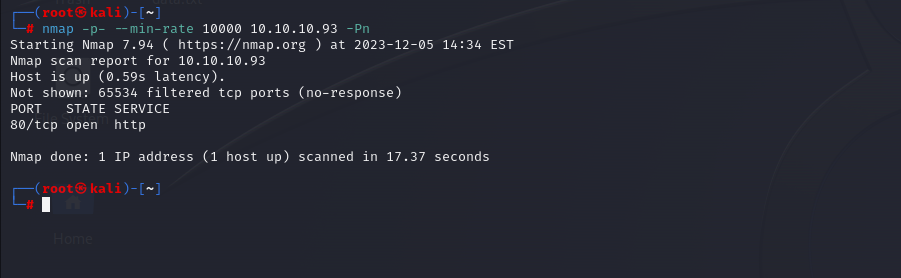 ┌──(root㉿kali)-[~]
└─# nmap -p- --min-rate 10000 10.10.10.93 -Pn
Starting Nmap 7.94 ( https://nmap.org ) at 2023-12-05 14:34 EST
Nmap scan report for 10.10.10.93
Host is up (0.59s latency).
Not shown: 65534 filtered tcp ports (no-response)
PORT   STATE SERVICE
80/tcp open  http
Nmap done: 1 IP address (1 host up) scanned in 17.37 seconds
┌──(root㉿kali)-[~]
└─#
Home